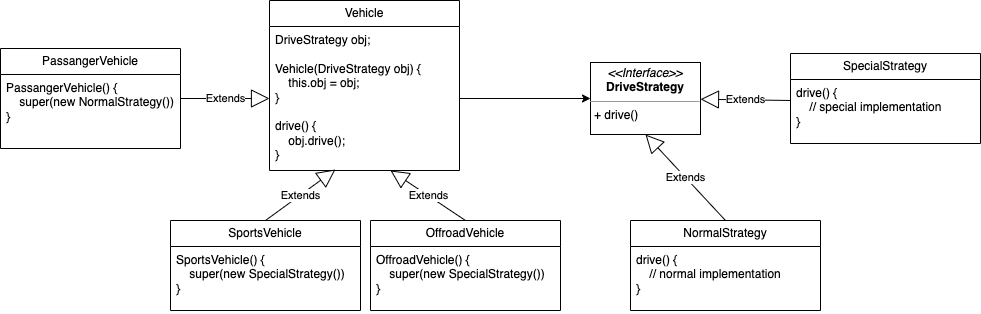 Vehicle
DriveStrategy obj;
Vehicle(DriveStrategy obj) {
this.obj = obj;
}
drive() {
obj.drive();
}
PassangerVehicle
PassangerVehicle() {
super(new NormalStrategy())
}
Extends
<<Interface>>
DriveStrategy
+ drive()
Extends
SpecialStrategy
drive() {
// special implementation
}
Extends
Extends
Extends
SportsVehicle
SportsVehicle() {
super(new SpecialStrategy())
}
OffroadVehicle
OffroadVehicle() {
super(new SpecialStrategy())
}
NormalStrategy
drive() {
// normal implementation
}